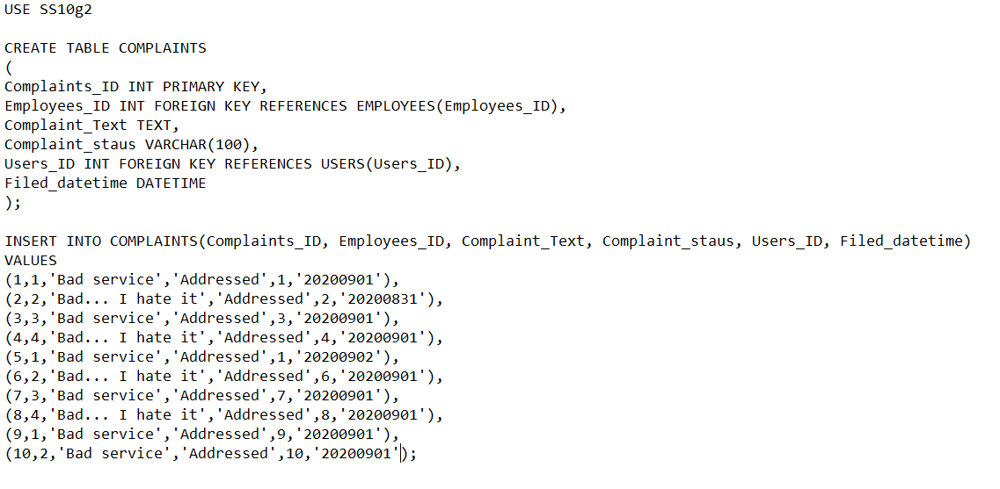 USE SS10g2
CREATE TABLE COMPLAINTS
(
Complaints_ID INT PRIMARY KEY,
Employees_ID INT FOREIGN KEY REFERENCES EMPLOYEES(Employees_ID),
Complaint_Text TEXT,
Complaint_staus VARCHAR(100),
Users_ID INT FOREIGN KEY REFERENCES USERS(Users_ID),
Filed_datetime DATETIME
);
INSERT INTO COMPLAINTS(Complaints_ID, Employees_ID, Complaint_Text, Complaint_staus, Users_ID, Filed_datetime)
VALUES
(1,1,'Bad service','Addressed',1,'20200901'),
(2,2,'Bad... I hate it','Addressed',2,'20200831'),
(3,3,'Bad service','Addressed',3,'20200901'),
(4,4,'Bad... I hate it','Addressed',4,'20200901'),
(5,1,'Bad service','Addressed',1,'20200902'),
(6,2,'Bad... I hate it','Addressed',6,'20200901'),
(7,3,'Bad service','Addressed',7,'20200901'),
(8,4,'Bad... I hate it','Addressed',8,'20200901'),
(9,1,'Bad service','Addressed',9,'20200901'),
(10,2,'Bad service','Addressed',10,'20200901');